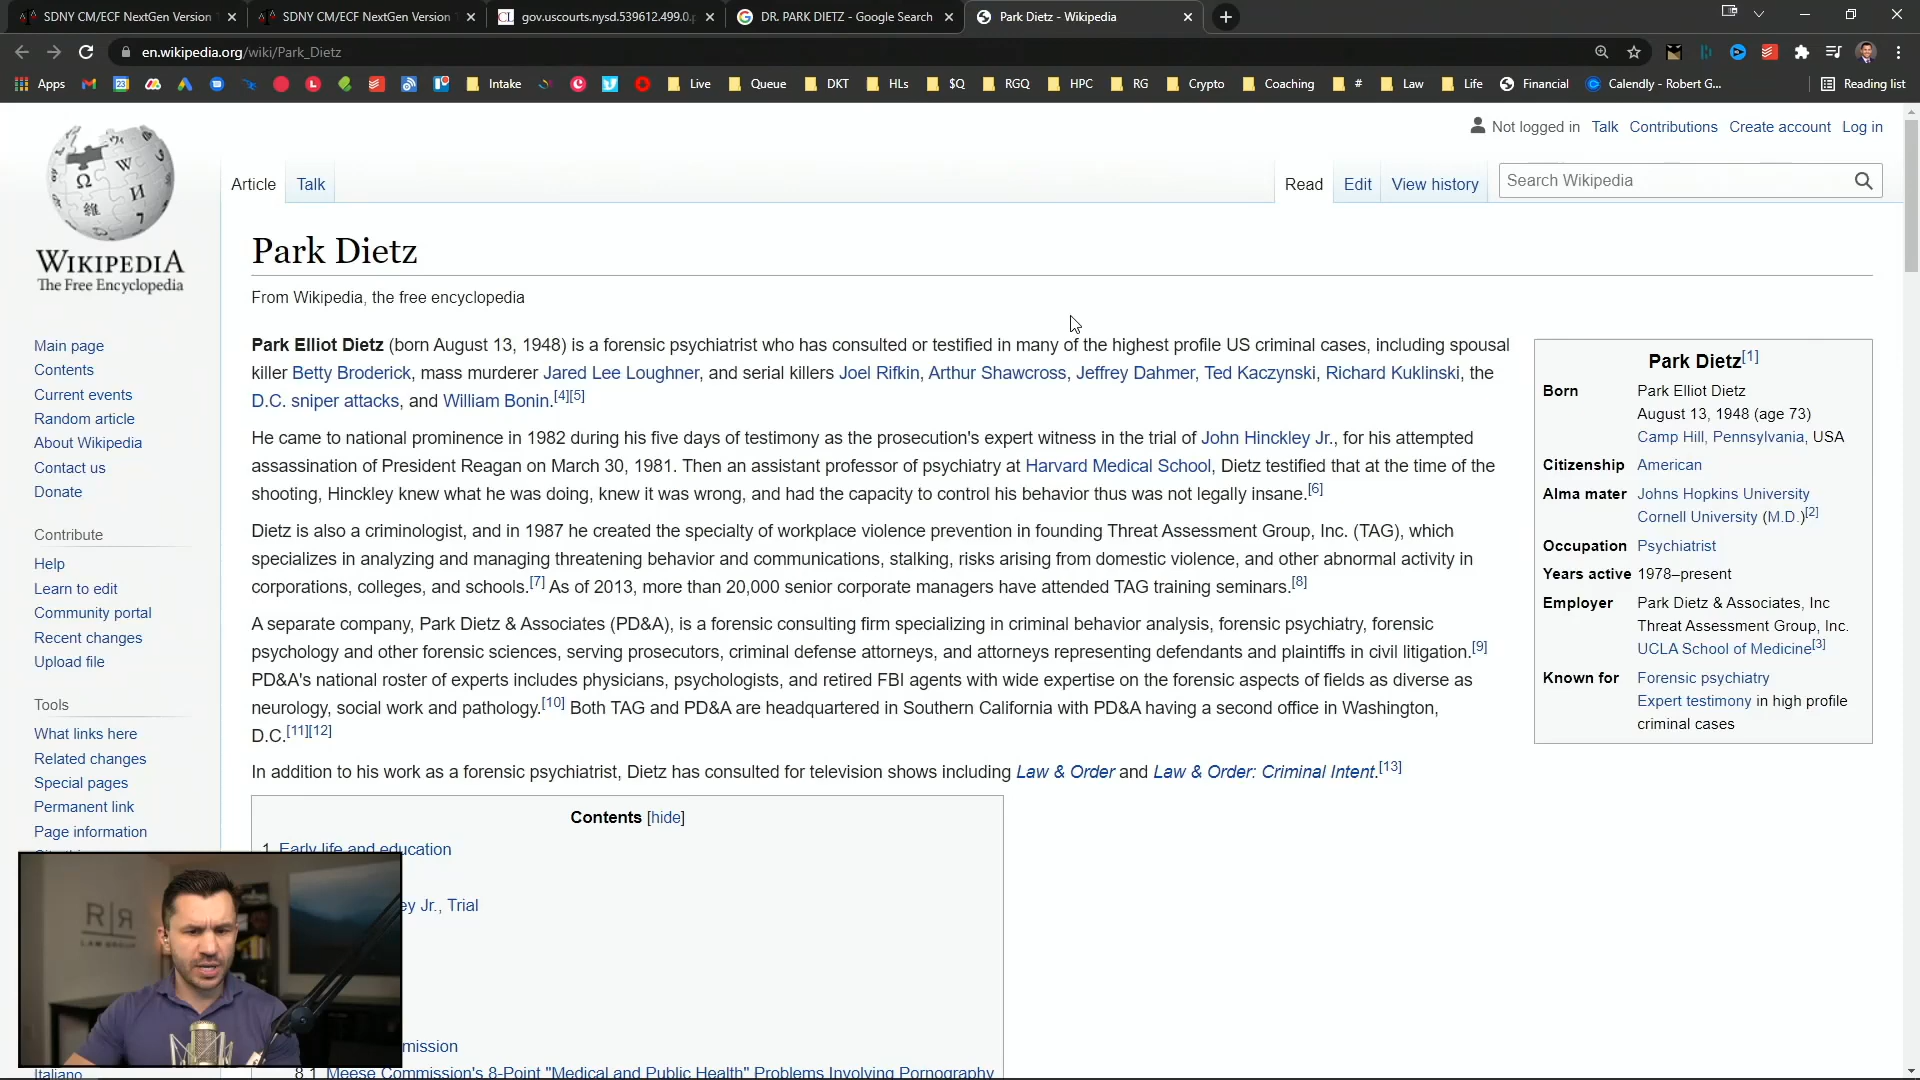 SDNY CM/ECF NextGen Version
SDNY CM/ECF NextGen Version
gov.uscourts.nysd.539612.499.0.
DR. PARK DIETZ - Google Search
Park Dietz - Wikipedia
en.wikipedia.org/wiki/Park_Dietz
Apps
Intake
Live
Queue
DKT
HLs
$Q
RGQ
HPC
RG
Crypto
Coaching
#
Law
Life
Financial
Calendly - Robert G...
Reading list
Not logged in Talk Contributions Create account Log in
Article Talk
Read Edit View history
Search Wikipedia
WIKIPEDIA
The Free Encyclopedia
Main page
Contents
Current events
Random article
About Wikipedia
Contact us
Donate
Contribute
Help
Learn to edit
Community portal
Recent changes
Upload file
Tools
What links here
Related changes
Special pages
Permanent link
Page information
Italiano
Park Dietz
From Wikipedia, the free encyclopedia
Park Elliot Dietz (born August 13, 1948) is a forensic psychiatrist who has consulted or testified in many of the highest profile US criminal cases, including spousal
killer Betty Broderick, mass murderer Jared Lee Loughner, and serial killers Joel Rifkin, Arthur Shawcross, Jeffrey Dahmer, Ted Kaczynski, Richard Kuklinski, the
D.C. sniper attacks, and William Bonin.[4][5]
He came to national prominence in 1982 during his five days of testimony as the prosecution's expert witness in the trial of John Hinckley Jr., for his attempted
assassination of President Reagan on March 30, 1981. Then an assistant professor of psychiatry at Harvard Medical School, Dietz testified that at the time of the
shooting, Hinckley knew what he was doing, knew it was wrong, and had the capacity to control his behavior thus was not legally insane.[6]
Dietz is also a criminologist, and in 1987 he created the specialty of workplace violence prevention in founding Threat Assessment Group, Inc. (TAG), which
specializes in analyzing and managing threatening behavior and communications, stalking, risks arising from domestic violence, and other abnormal activity in
corporations, colleges, and schools.[7] As of 2013, more than 20,000 senior corporate managers have attended TAG training seminars.[8]
A separate company, Park Dietz & Associates (PD&A), is a forensic consulting firm specializing in criminal behavior analysis, forensic psychiatry, forensic
psychology and other forensic sciences, serving prosecutors, criminal defense attorneys, and attorneys representing defendants and plaintiffs in civil litigation.[9]
PD&A's national roster of experts includes physicians, psychologists, and retired FBI agents with wide expertise on the forensic aspects of fields as diverse as
neurology, social work and pathology.[10] Both TAG and PD&A are headquartered in Southern California with PD&A having a second office in Washington,
D.C.[11][12]
In addition to his work as a forensic psychiatrist, Dietz has consulted for television shows including Law & Order and Law & Order: Criminal Intent.[13]
Park Dietz[1]
Born Park Elliot Dietz
August 13, 1948 (age 73)
Camp Hill, Pennsylvania, USA
Citizenship American
Alma mater Johns Hopkins University
Cornell University (M.D.)[2]
Occupation Psychiatrist
Years active 1978–present
Employer Park Dietz & Associates, Inc
Threat Assessment Group, Inc.
UCLA School of Medicine[3]
Known for Forensic psychiatry
Expert testimony in high profile
criminal cases
Contents [hide]
1 Early life and education
ey Jr., Trial
mission
8.1 Meese Commission's 8-Point "Medical and Public Health" Problems Involving Pornography
R|R
LAW GROUP